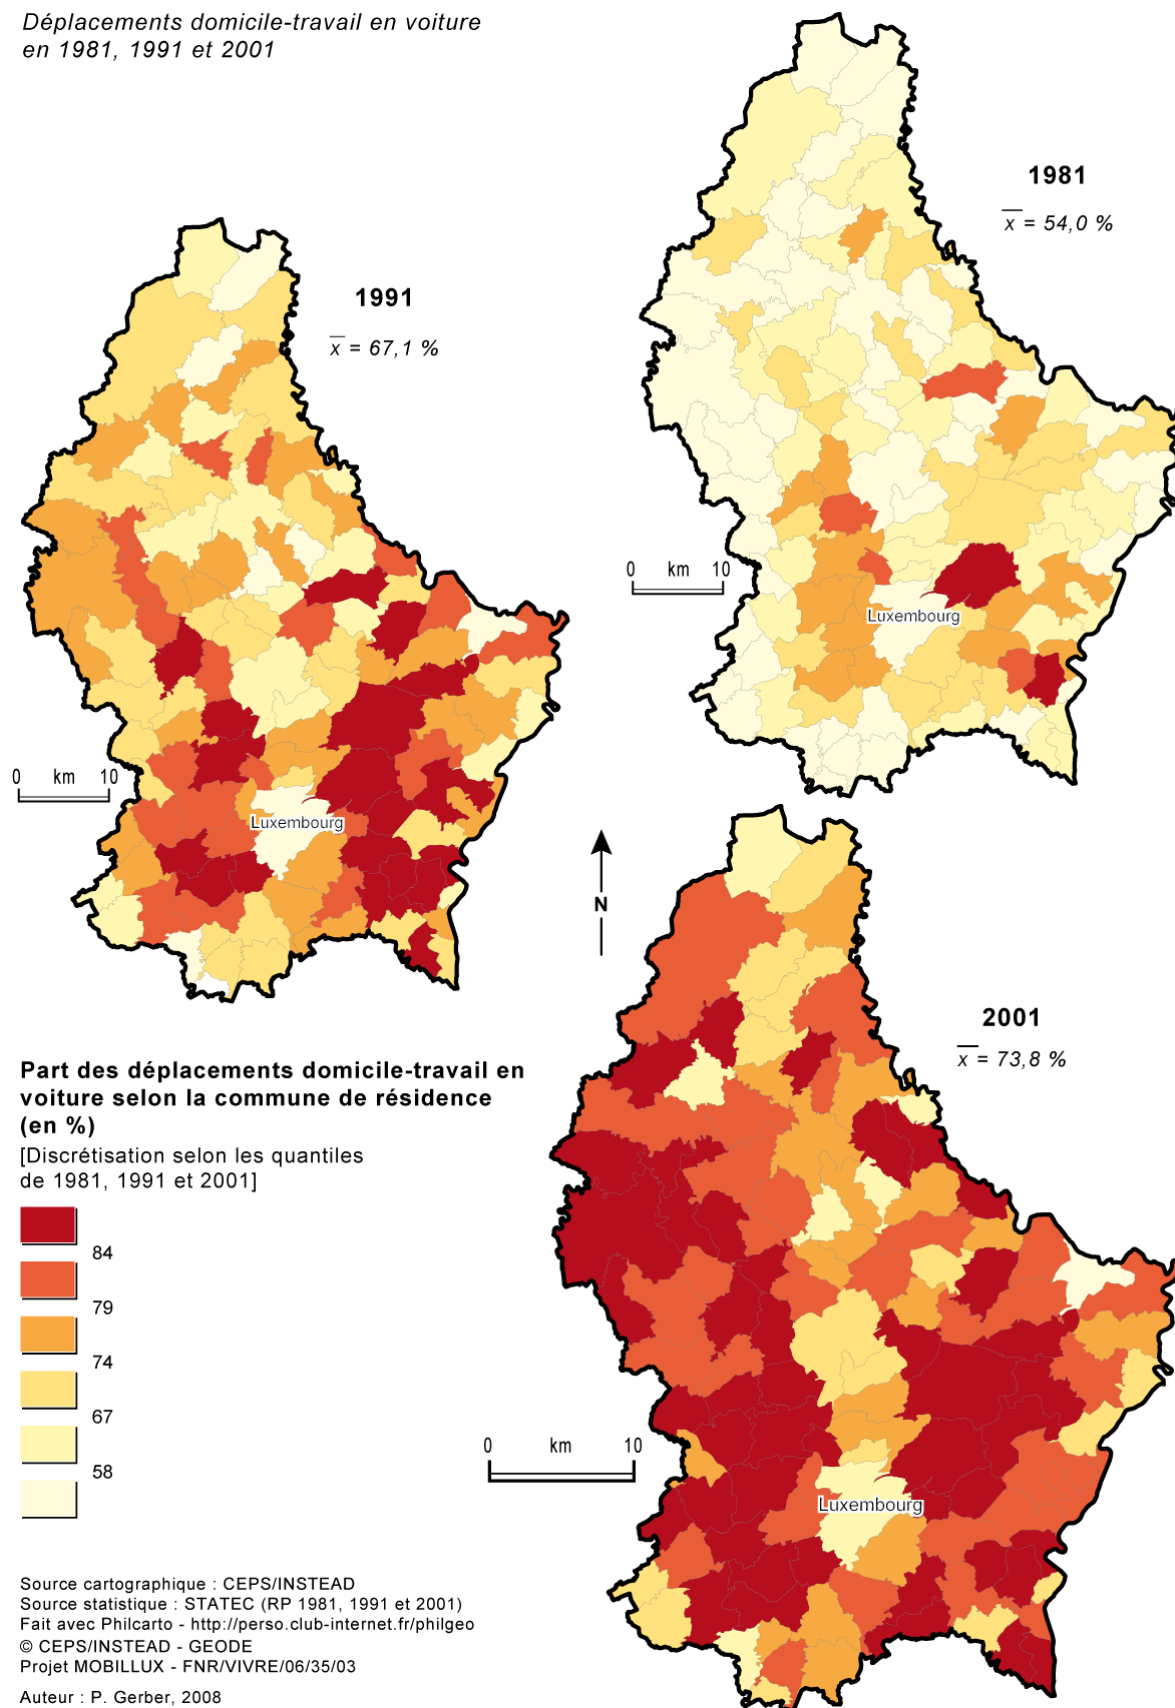 Déplacements domicile-travail en voiture
en 1981, 1991 et 2001
1981
x = 54,0 %
0 km 10
Luxembourg
1991
x = 67,1 %
0 km 10
Luxembourg
N
2001
x = 73,8 %
0 km 10
Luxembourg
Part des déplacements domicile-travail en
voiture selon la commune de résidence
(en %)
[Discrétisation selon les quantiles
de 1981, 1991 et 2001]
84
79
74
67
58
Source cartographique : CEPS/INSTEAD
Source statistique : STATEC (RP 1981, 1991 et 2001)
Fait avec Philcarto - http://perso.club-internet.fr/philgeo
© CEPS/INSTEAD - GEODE
Projet MOBILLUX - FNR/VIVRE/06/35/03
Auteur : P. Gerber, 2008